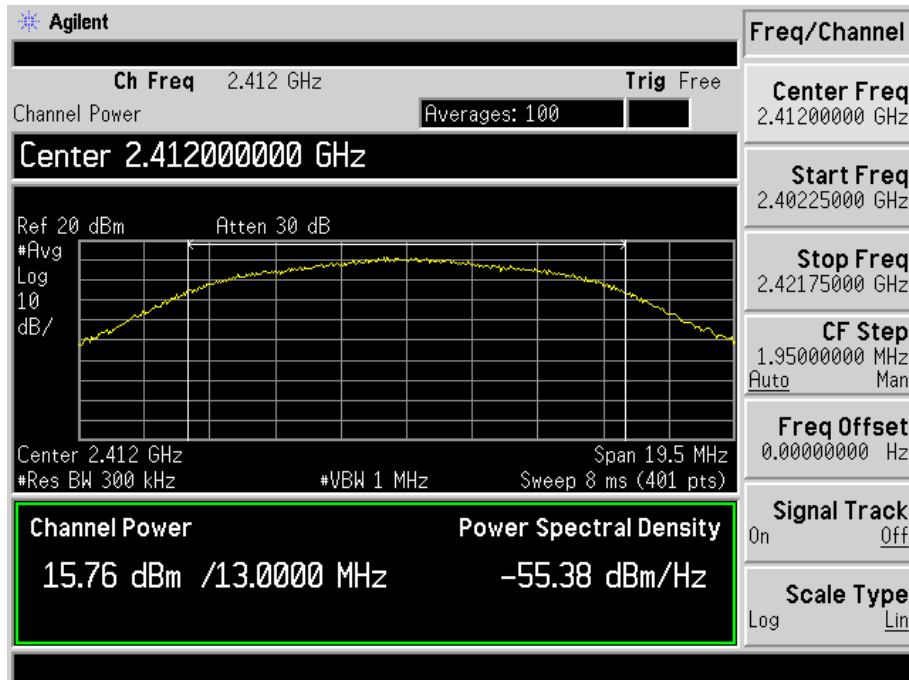 Agilent
Freq/Channel
Ch Freq 2.412 GHz Trig Free
Channel Power Averages: 100
Center 2.412000000 GHz
Ref 20 dBm Atten 30 dB
#Avg
Log
10
dB/
Center 2.412 GHz Span 19.5 MHz
#Res BW 300 kHz #VBW 1 MHz Sweep 8 ms (401 pts)
Channel Power Power Spectral Density
15.76 dBm /13.0000 MHz -55.38 dBm/Hz
Center Freq
2.41200000 GHz
Start Freq
2.40225000 GHz
Stop Freq
2.42175000 GHz
CF Step
1.95000000 MHz
Auto Man
Freq Offset
0.00000000 Hz
Signal Track
On Off
Scale Type
Log Lin